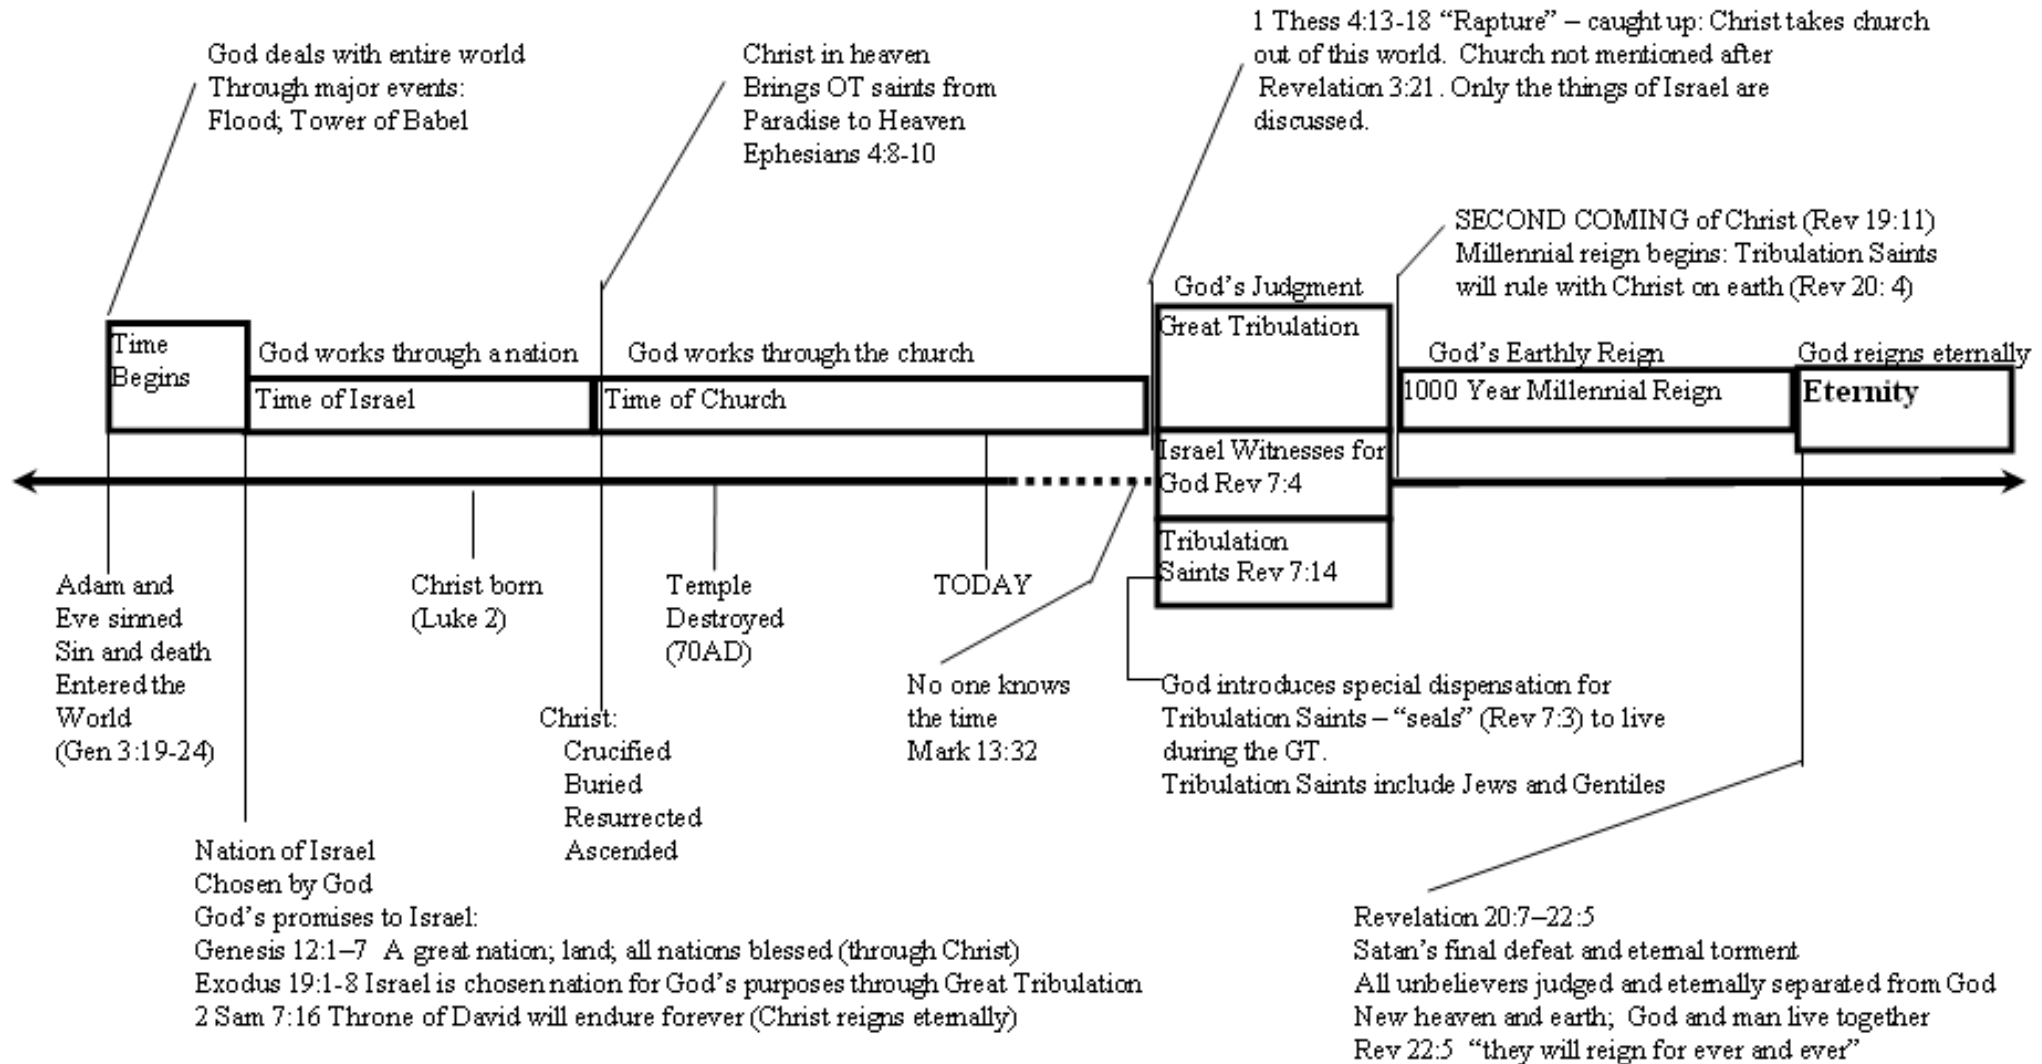 God deals with entire world
Through major events:
Flood; Tower of Babel
Christ in heaven
Brings OT saints from
Paradise to Heaven
Ephesians 4:8-10
1 Thess 4:13-18 “Rapture” – caught up: Christ takes church
out of this world. Church not mentioned after
Revelation 3:21. Only the things of Israel are
discussed.
SECOND COMING of Christ (Rev 19:11)
Millennial reign begins: Tribulation Saints
will rule with Christ on earth (Rev 20: 4)
Time
Begins
God works through a nation
Time of Israel
God works through the church
Time of Church
God’s Judgment
Great Tribulation
Israel Witnesses for
God Rev 7:4
Tribulation
Saints Rev 7:14
God’s Earthly Reign
1000 Year Millennial Reign
God reigns eternally
Eternity
Adam and
Eve sinned
Sin and death
Entered the
World
(Gen 3:19-24)
Christ born
(Luke 2)
Temple
Destroyed
(70AD)
TODAY
No one knows
the time
Mark 13:32
God introduces special dispensation for
Tribulation Saints – “seals” (Rev 7:3) to live
during the GT.
Tribulation Saints include Jews and Gentiles
Christ:
Crucified
Buried
Resurrected
Ascended
Nation of Israel
Chosen by God
God’s promises to Israel:
Genesis 12:1–7 A great nation; land; all nations blessed (through Christ)
Exodus 19:1-8 Israel is chosen nation for God’s purposes through Great Tribulation
2 Sam 7:16 Throne of David will endure forever (Christ reigns eternally)
Revelation 20:7–22:5
Satan’s final defeat and eternal torment
All unbelievers judged and eternally separated from God
New heaven and earth; God and man live together
Rev 22:5 “they will reign for ever and ever”